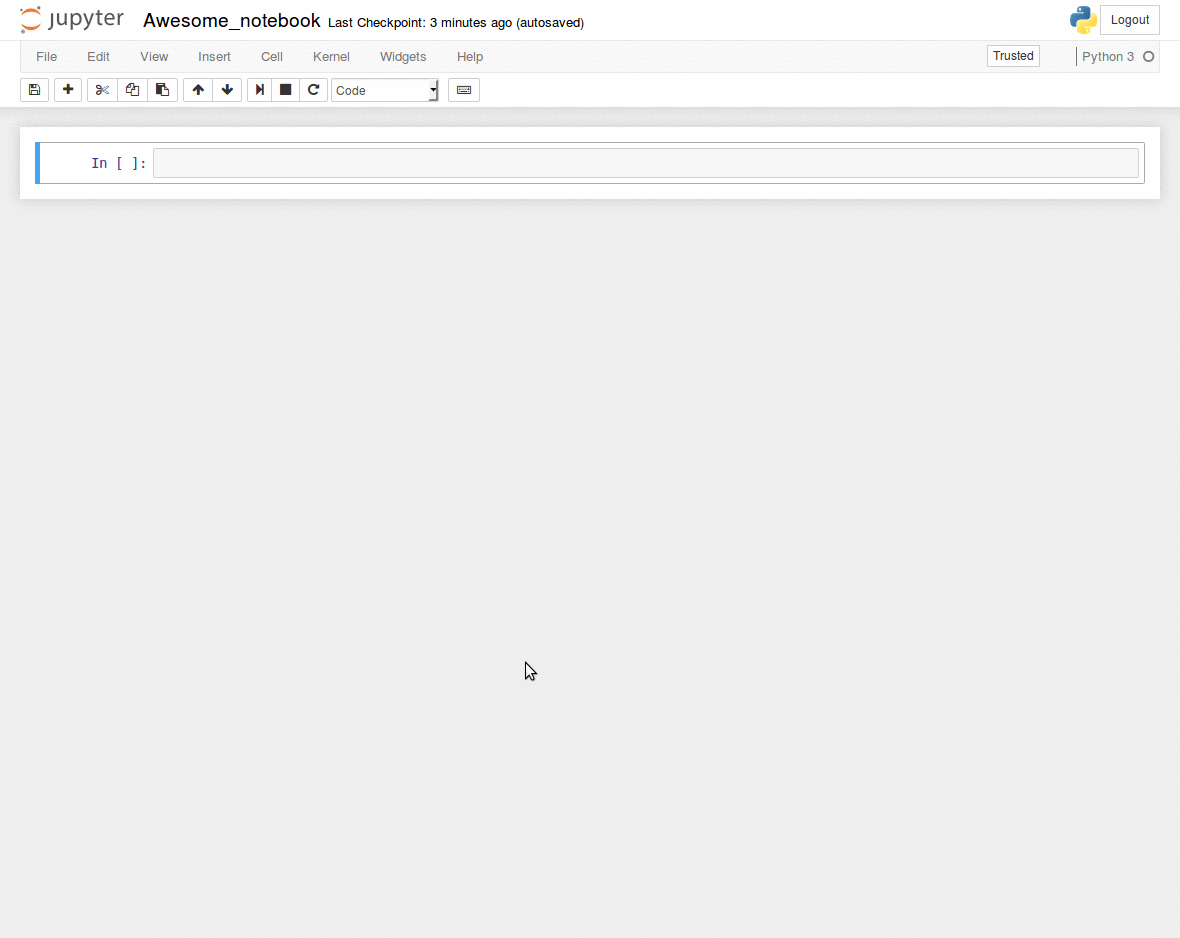 jupyter Awesome_notebook Last Checkpoint: 3 minutes ago (autosaved) Logout
File Edit View Insert Cell Kernel Widgets Help Trusted Python 3
Code
In [ ]: